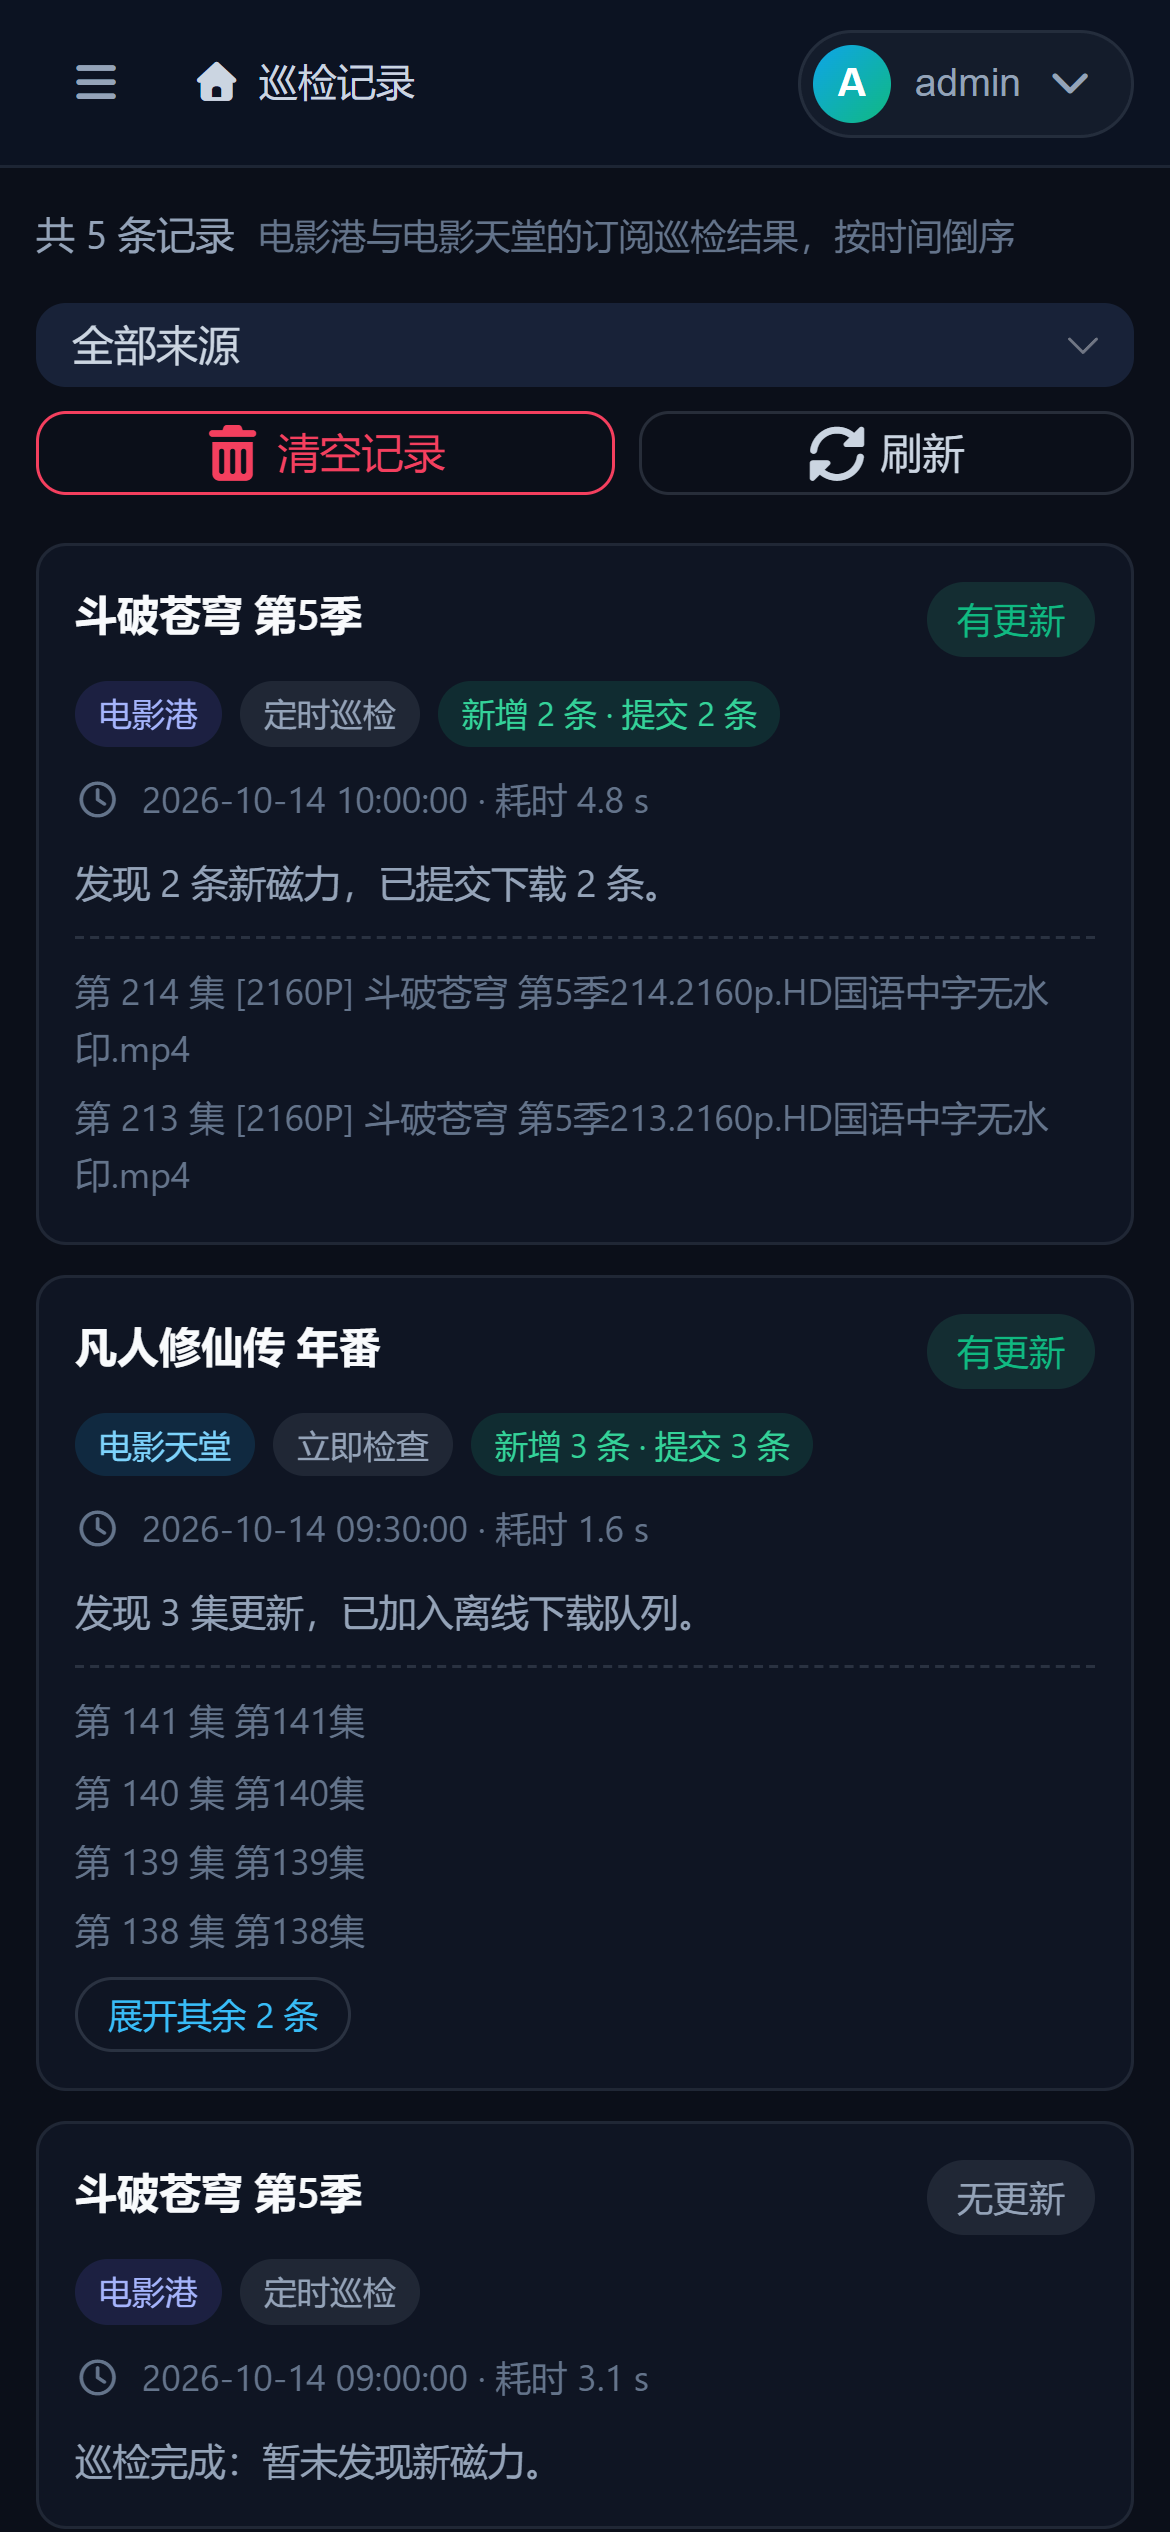 巡检记录
A admin
共 5 条记录 电影港与电影天堂的订阅巡检结果，按时间倒序
全部来源
清空记录 刷新
斗破苍穹 第5季 有更新
电影港 定时巡检 新增 2 条 · 提交 2 条
2026-10-14 10:00:00 · 耗时 4.8 s
发现 2 条新磁力，已提交下载 2 条。
第 214 集 [2160P] 斗破苍穹 第5季214.2160p.HD国语中字无水
印.mp4
第 213 集 [2160P] 斗破苍穹 第5季213.2160p.HD国语中字无水
印.mp4
凡人修仙传 年番 有更新
电影天堂 立即检查 新增 3 条 · 提交 3 条
2026-10-14 09:30:00 · 耗时 1.6 s
发现 3 集更新，已加入离线下载队列。
第 141 集 第141集
第 140 集 第140集
第 139 集 第139集
第 138 集 第138集
展开其余 2 条
斗破苍穹 第5季 无更新
电影港 定时巡检
2026-10-14 09:00:00 · 耗时 3.1 s
巡检完成：暂未发现新磁力。